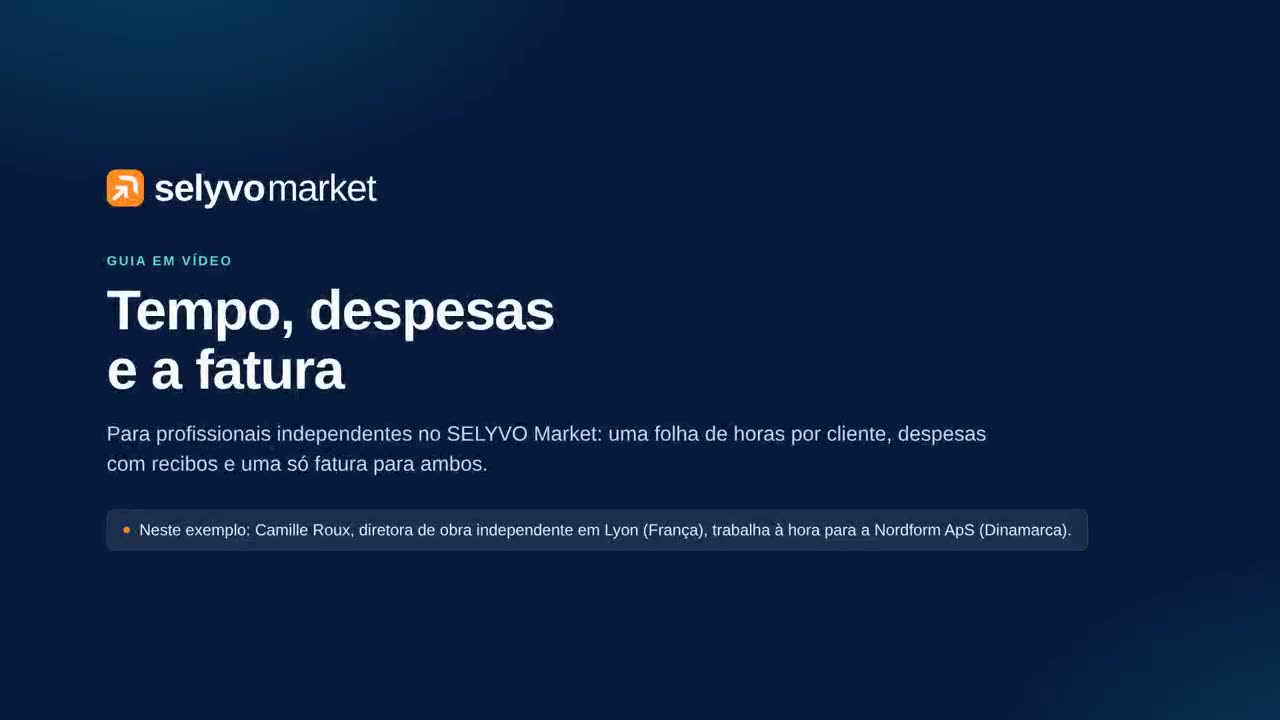 selyvomarket
GUIA EM VÍDEO
Tempo, despesas
e a fatura
Para profissionais independentes no SELYVO Market: uma folha de horas por cliente, despesas
com recibos e uma só fatura para ambos.
Neste exemplo: Camille Roux, diretora de obra independente em Lyon (França), trabalha à hora para a Nordform ApS (Dinamarca).